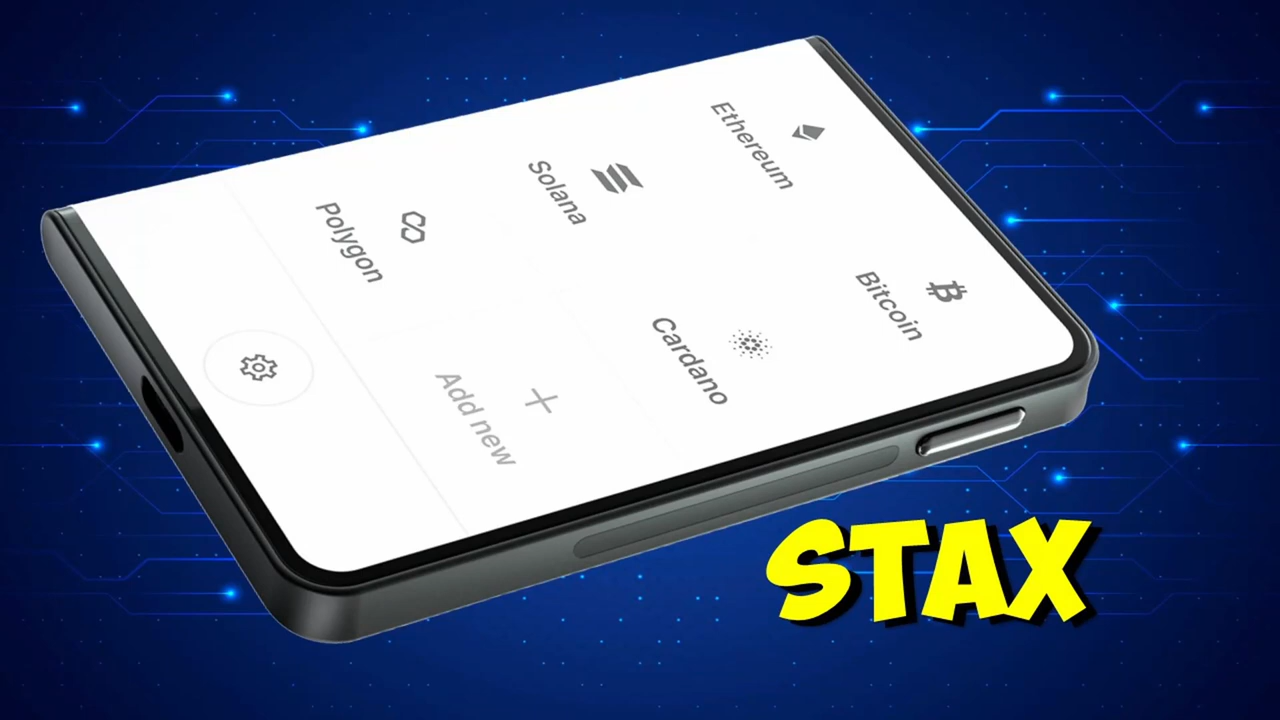 Ethereum
Bitcoin
Solana
Cardano
Polygon
Add new
STAX